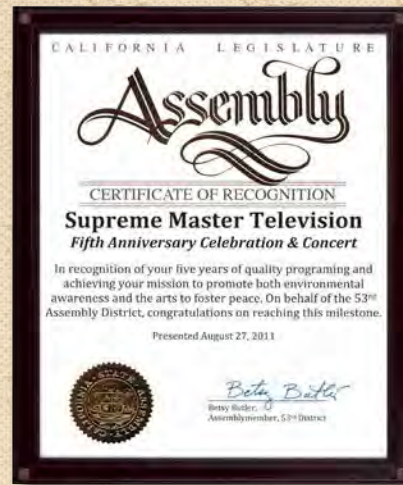 CALIFORNIA LEGISLATURE
Assembly
CERTIFICATE OF RECOGNITION
Supreme Master Television
Fifth Anniversary Celebration & Concert
In recognition of your five years of quality programing and
achieving your mission to promote both environmental
awareness and the arts to foster peace. On behalf of the 53rd
Assembly District, congratulations on reaching this milestone.
Presented August 27, 2011
Betsy Butler
Betsy Butler,
Assemblymember, 53rd District